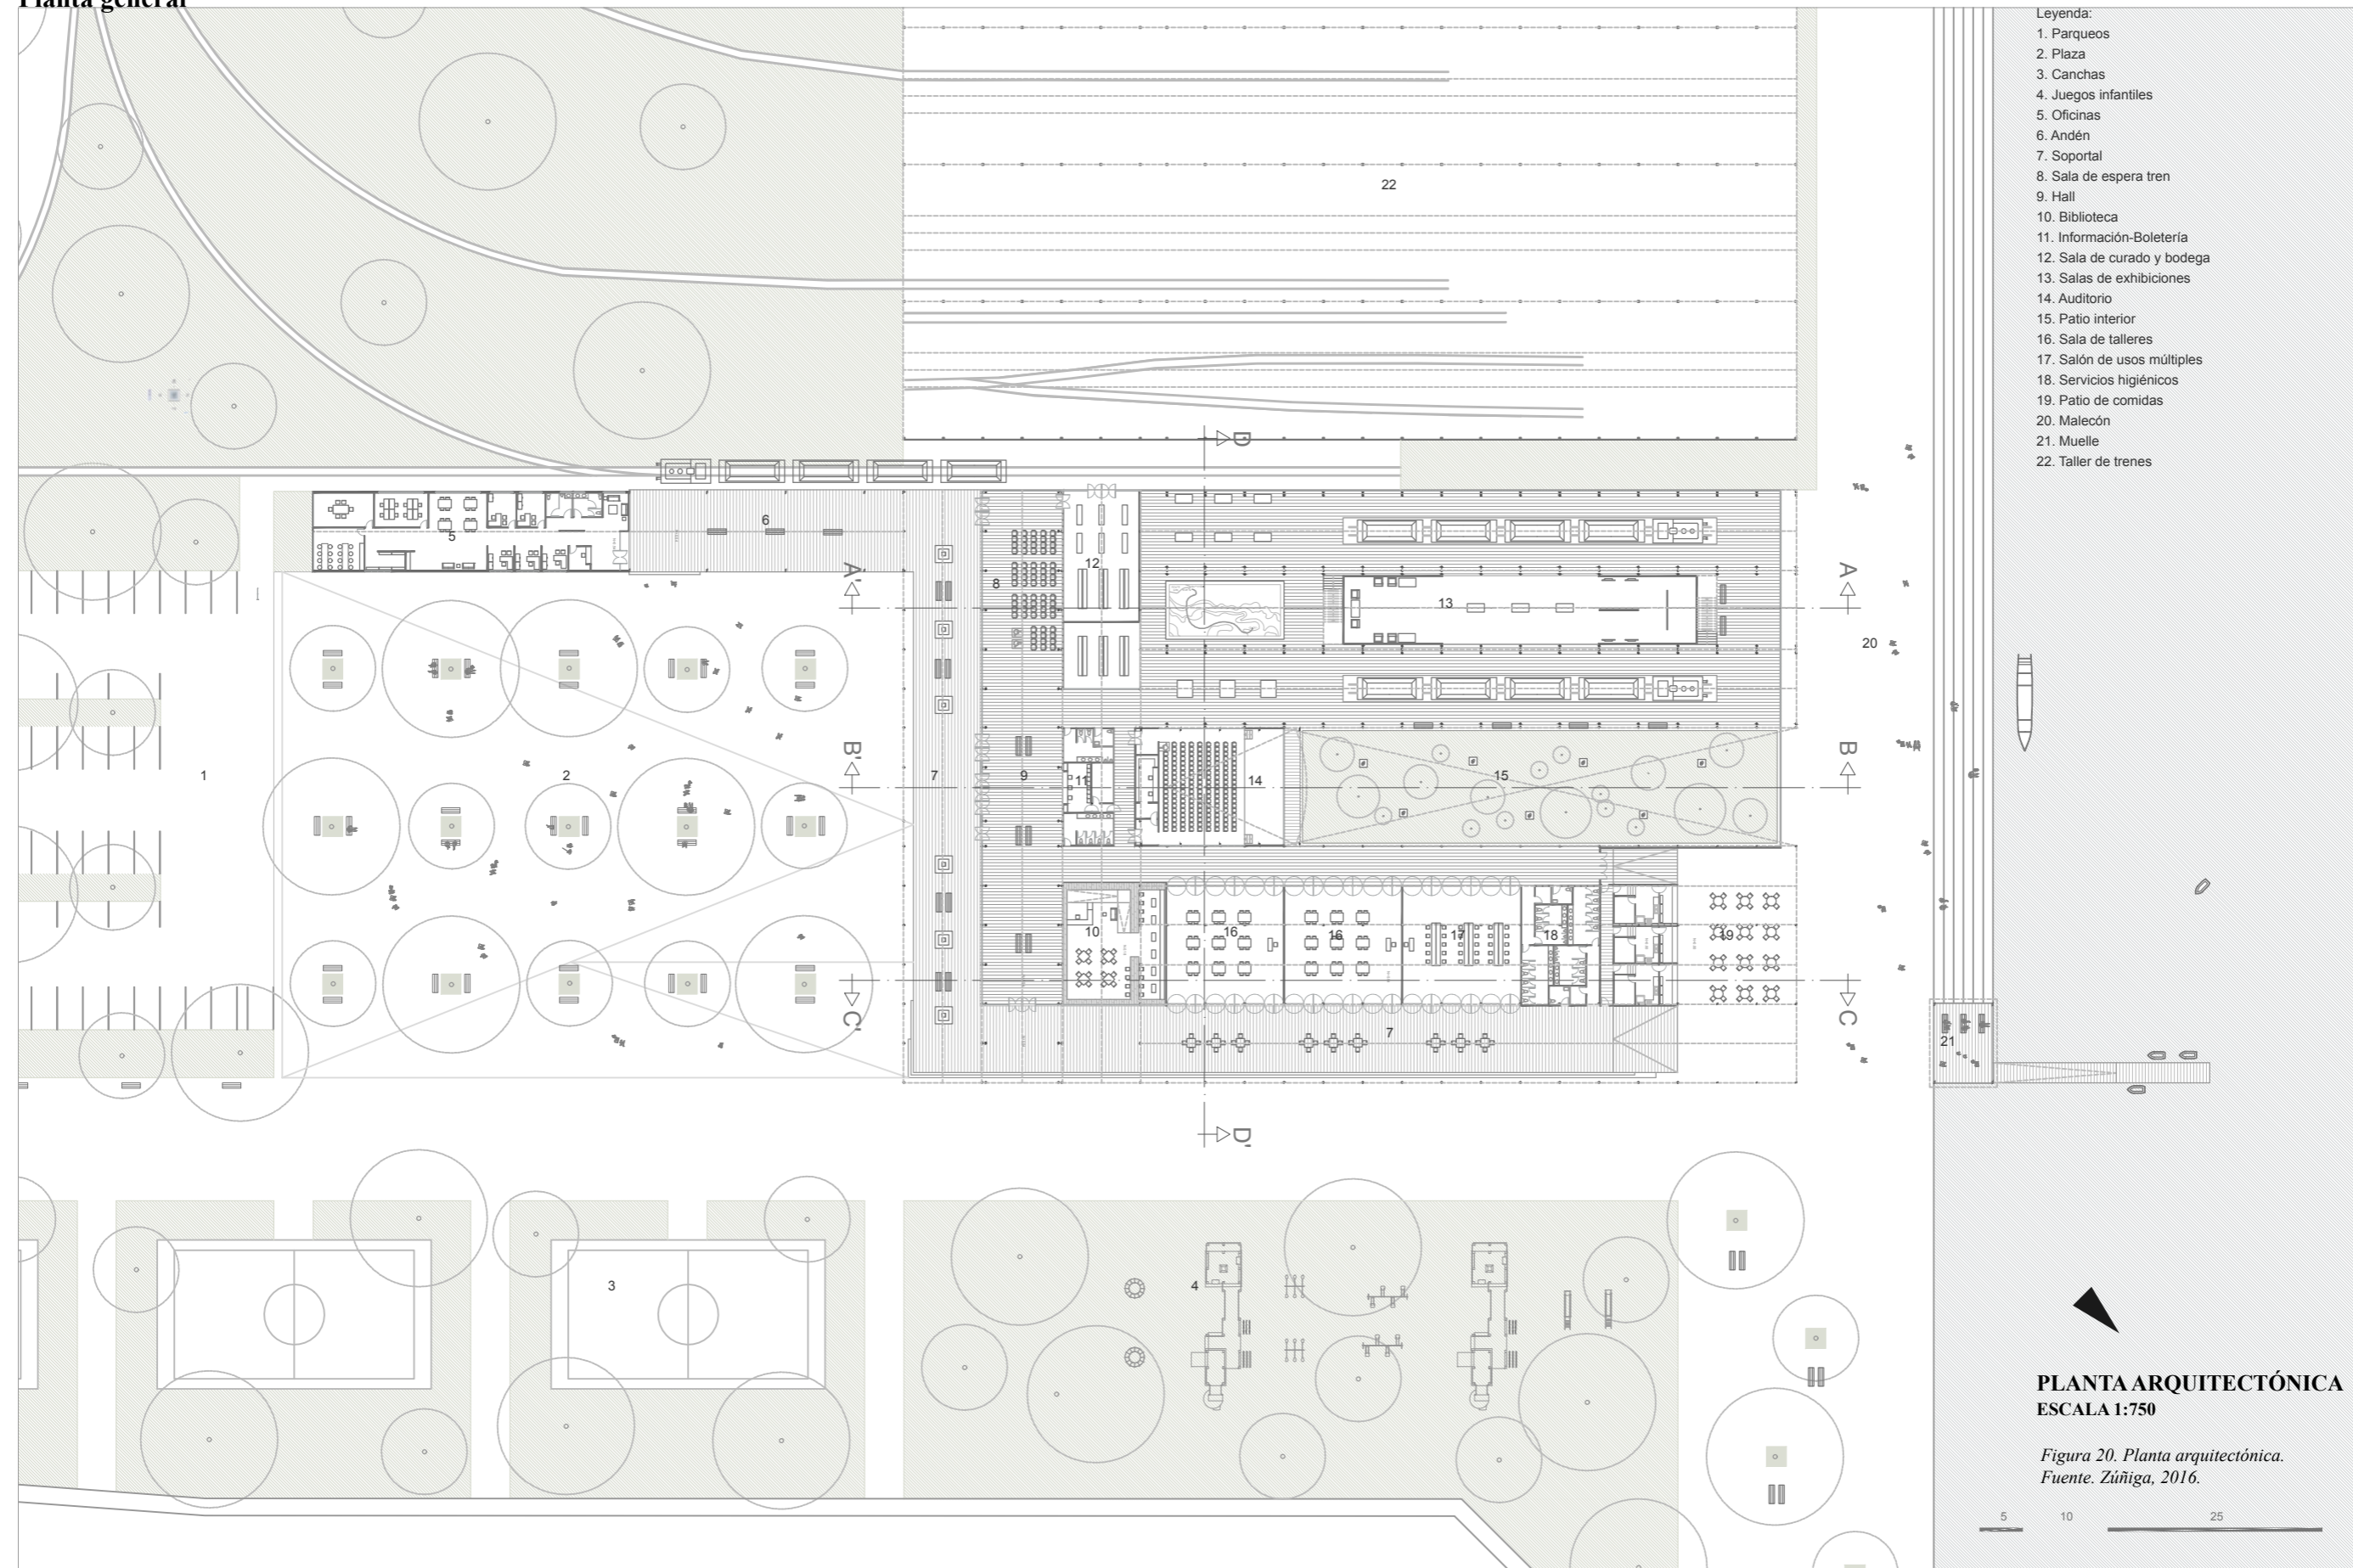 Planta general
Leyenda:
1. Parqueos
2. Plaza
3. Canchas
4. Juegos infantiles
5. Oficinas
6. Andén
7. Soportal
8. Sala de espera tren
9. Hall
10. Biblioteca
11. Información-Boletería
12. Sala de curado y bodega
13. Salas de exhibiciones
14. Auditorio
15. Patio interior
16. Sala de talleres
17. Salón de usos múltiples
18. Servicios higiénicos
19. Patio de comidas
20. Malecón
21. Muelle
22. Taller de trenes
22
D
6
5
A'
8
12
13
A
20
B'
B
1
2
7
9
11
14
15
10
16
16
17
18
19
C'
7
C
21
D'
3
4
PLANTA ARQUITECTÓNICA
ESCALA 1:750
Figura 20. Planta arquitectónica.
Fuente. Zúñiga, 2016.
5 10 25